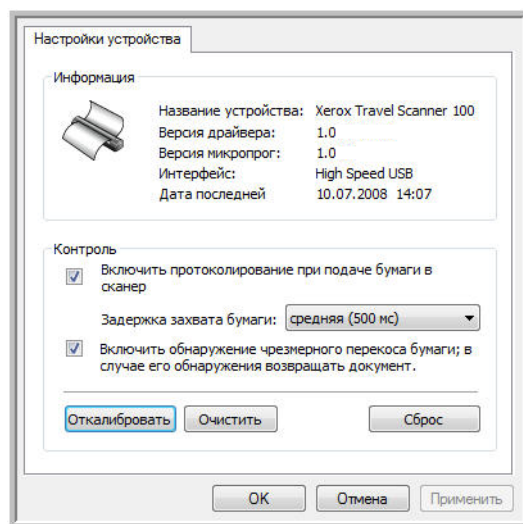 Настройки устройства
Информация
Название устройства: Xerox Travel Scanner 100
Версия драйвера: 1.0
Версия микропрог: 1.0
Интерфейс: High Speed USB
Дата последней 10.07.2008 14:07
Контроль
Включить протоколирование при подаче бумаги в
сканер
Задержка захвата бумаги: средняя (500 мс)
Включить обнаружение чрезмерного перекоса бумаги; в
случае его обнаружения возвращать документ.
Откалибровать Очистить Сброс
OK Отмена Применить